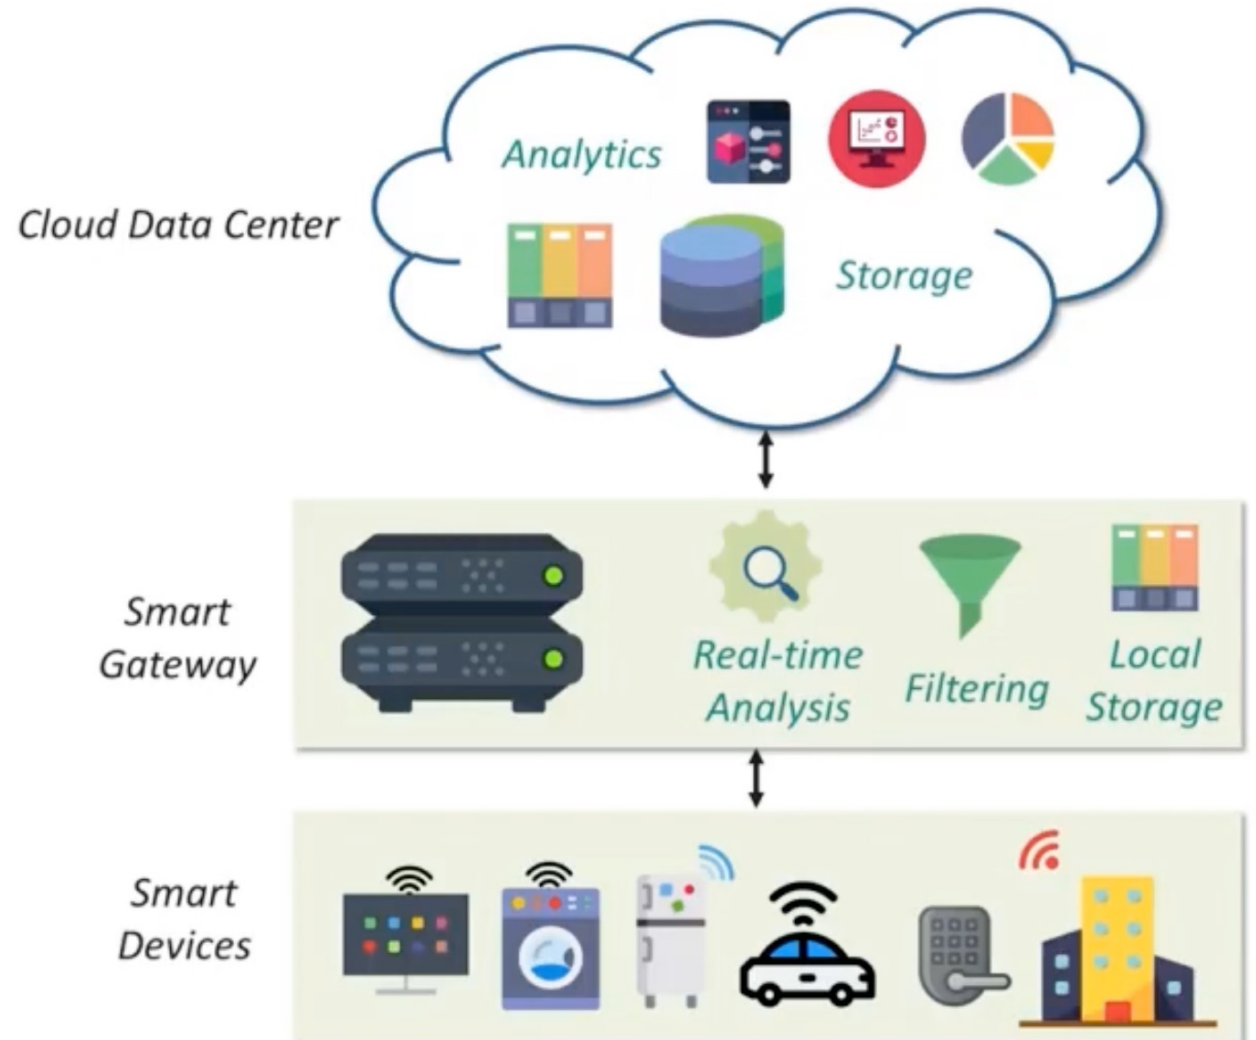 Analytics
Cloud Data Center
Storage
Smart
Gateway
Real-time
Analysis
Filtering
Local
Storage
Smart
Devices